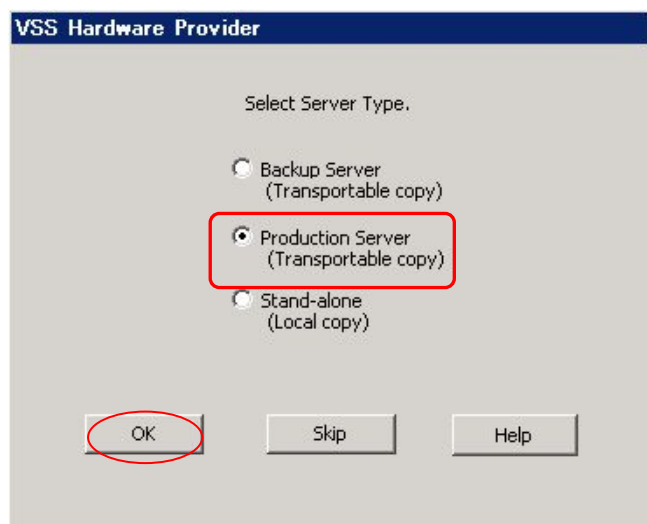 VSS Hardware Provider
Select Server Type.
Backup Server
(Transportable copy)
Production Server
(Transportable copy)
Stand-alone
(Local copy)
OK
Skip
Help